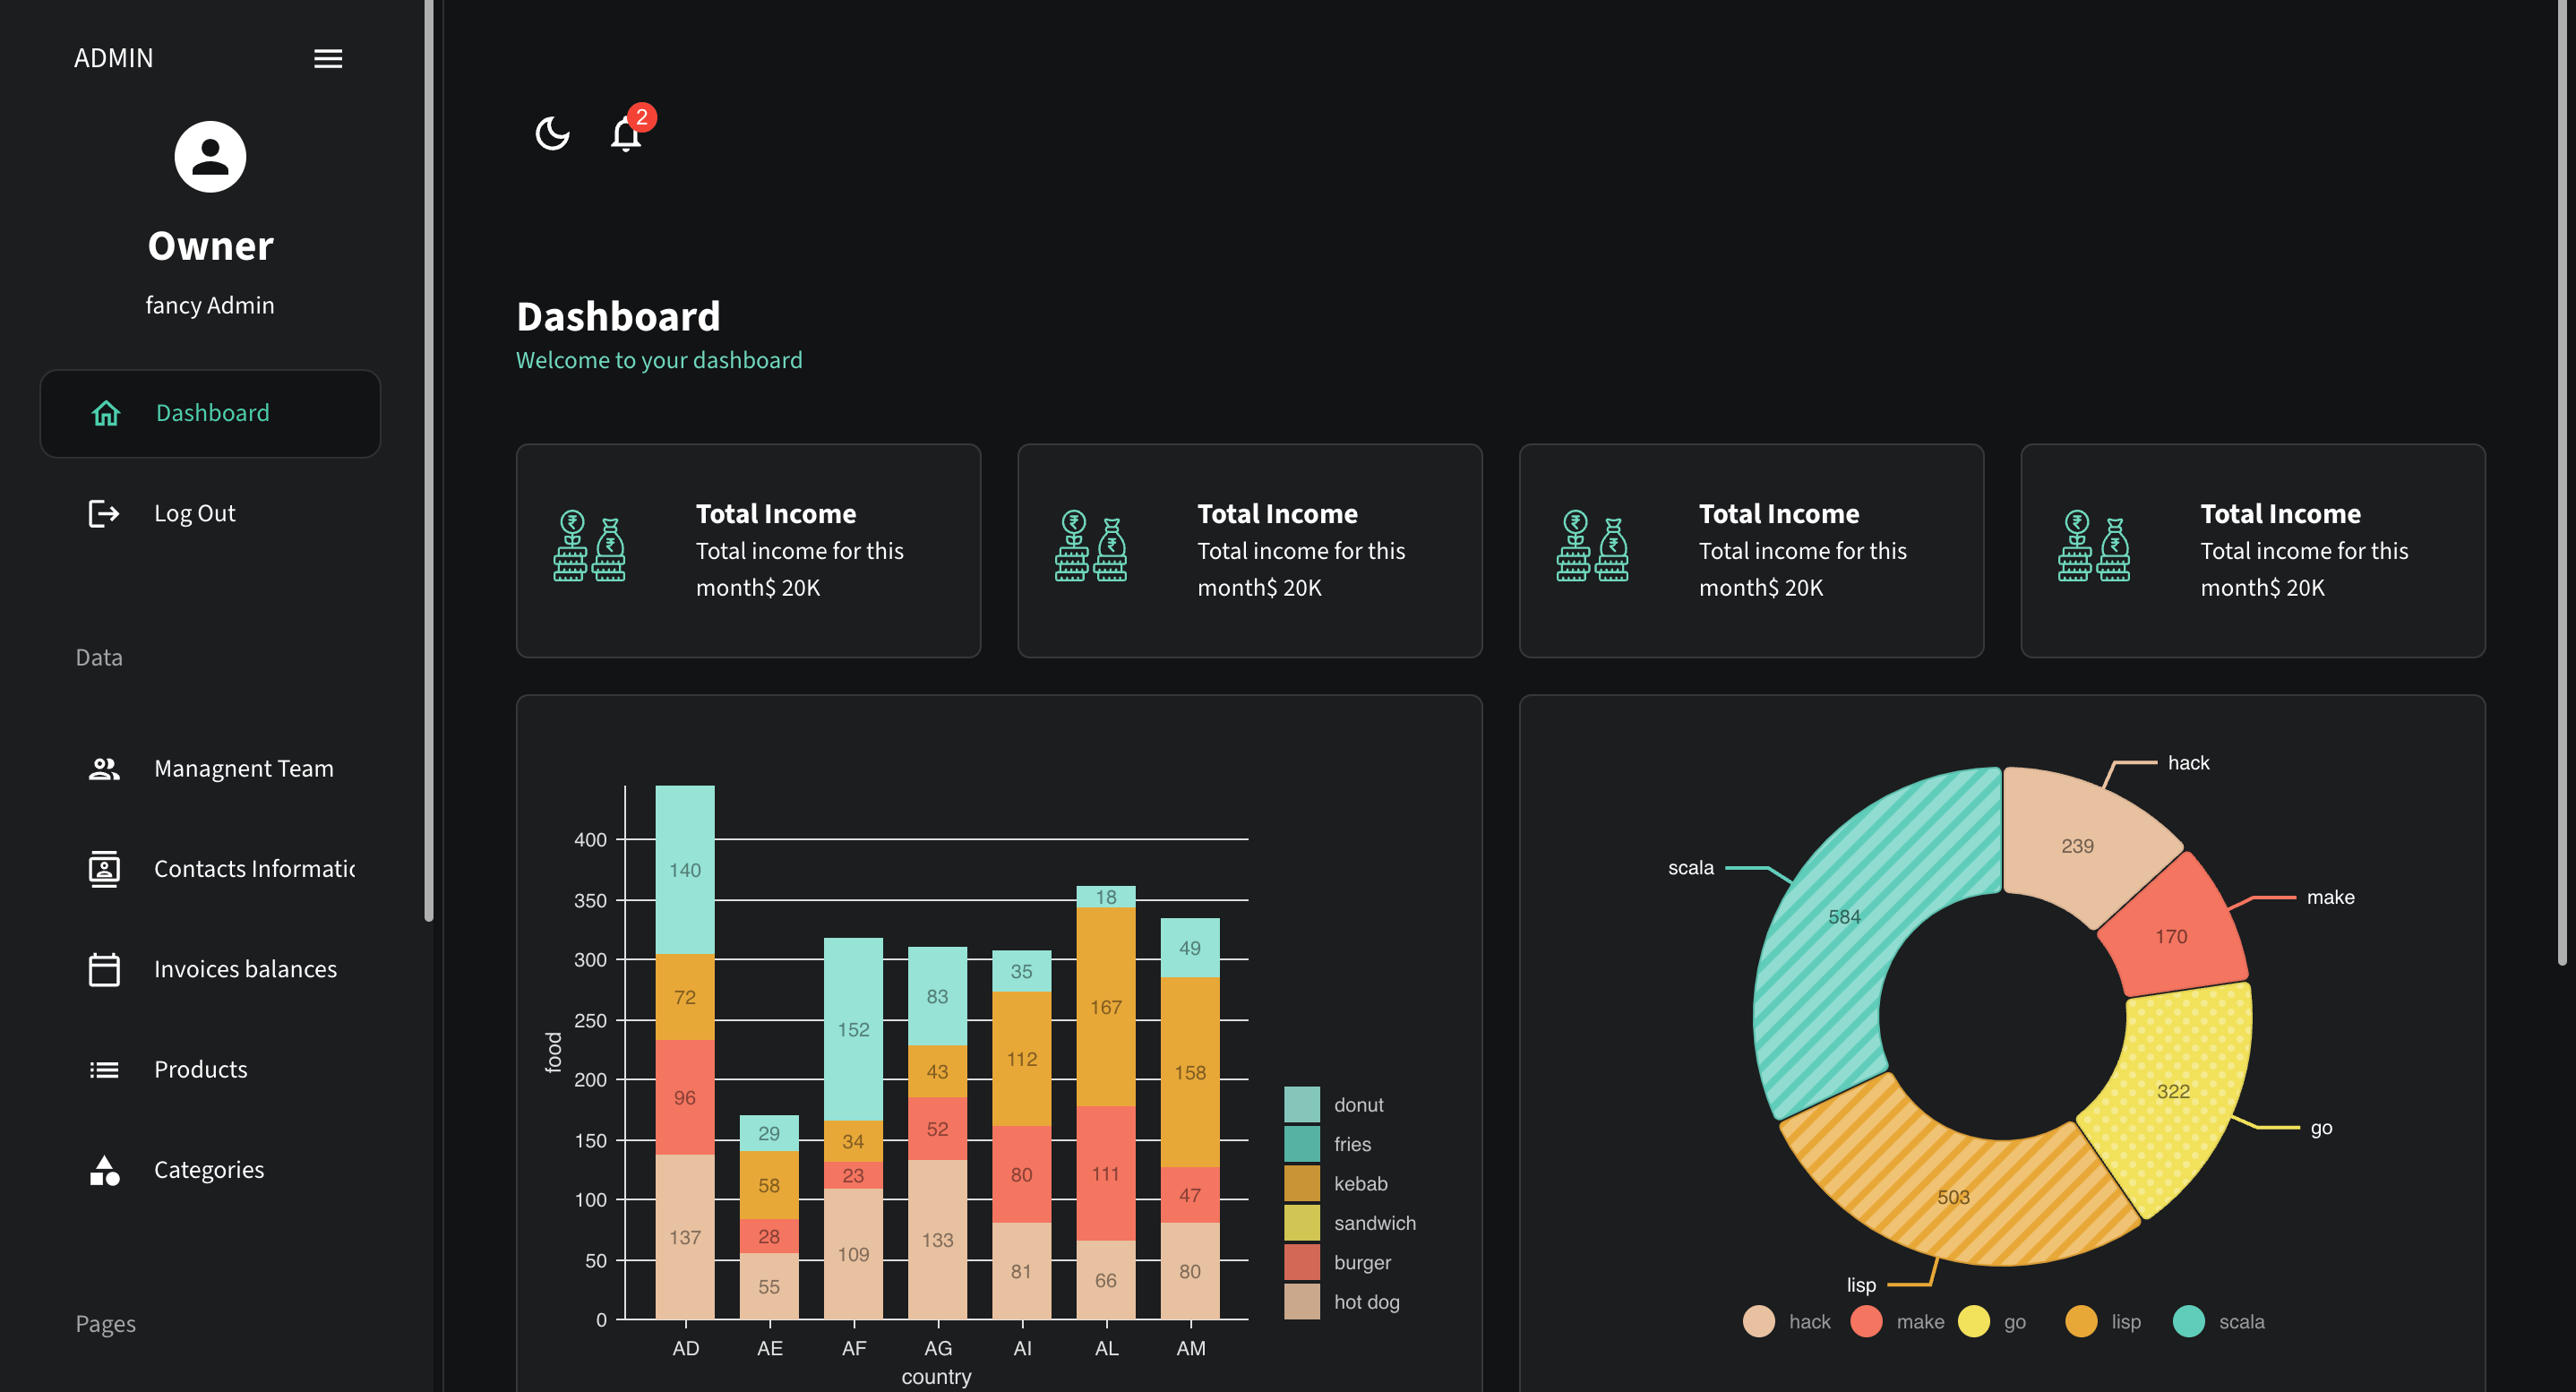 ADMIN
Owner
fancy Admin
Dashboard
Log Out
Data
Managnent Team
Contacts Informatic
Invoices balances
Products
Categories
Pages
2
Dashboard
Welcome to your dashboard
₹ ₹
Total Income
Total income for this
month$ 20K
₹ ₹
Total Income
Total income for this
month$ 20K
₹ ₹
Total Income
Total income for this
month$ 20K
₹ ₹
Total Income
Total income for this
month$ 20K
food
400
350
300
250
200
150
100
50
0
140
72
96
137
29
58
28
55
152
34
23
109
83
43
52
133
35
112
80
81
18
167
111
66
49
158
47
80
AD AE AF AG AI AL AM
country
donut
fries
kebab
sandwich
burger
hot dog
hack
239
make
170
go
322
lisp
503
scala
584
hack make go lisp scala